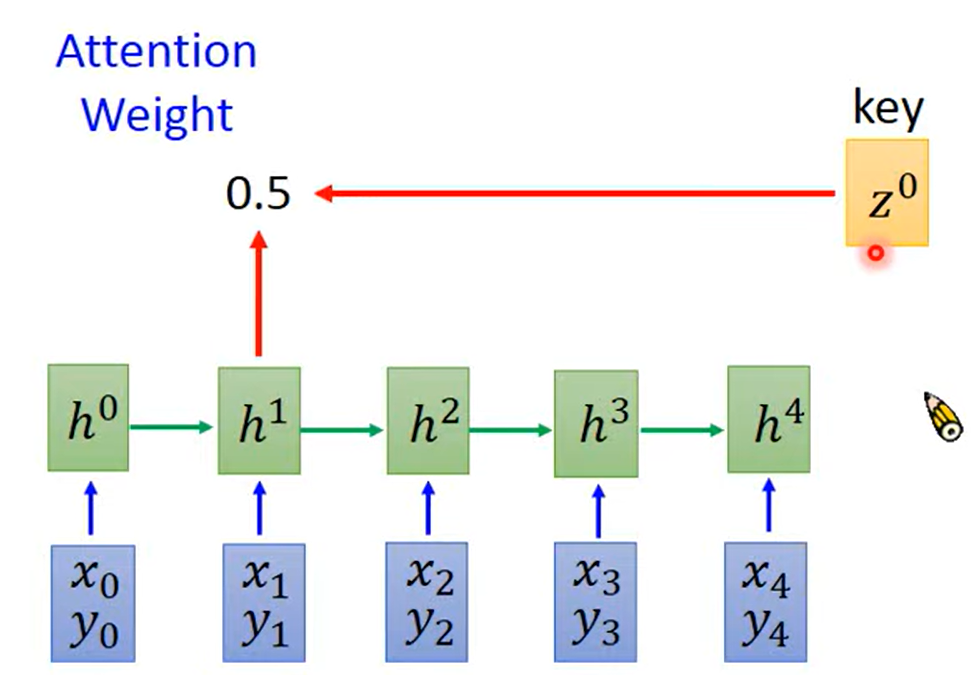 Attention
Weight
key
0.5
z⁰
h⁰ h¹ h² h³ h⁴
x₀ x₁ x₂ x₃ x₄
y₀ y₁ y₂ y₃ y₄